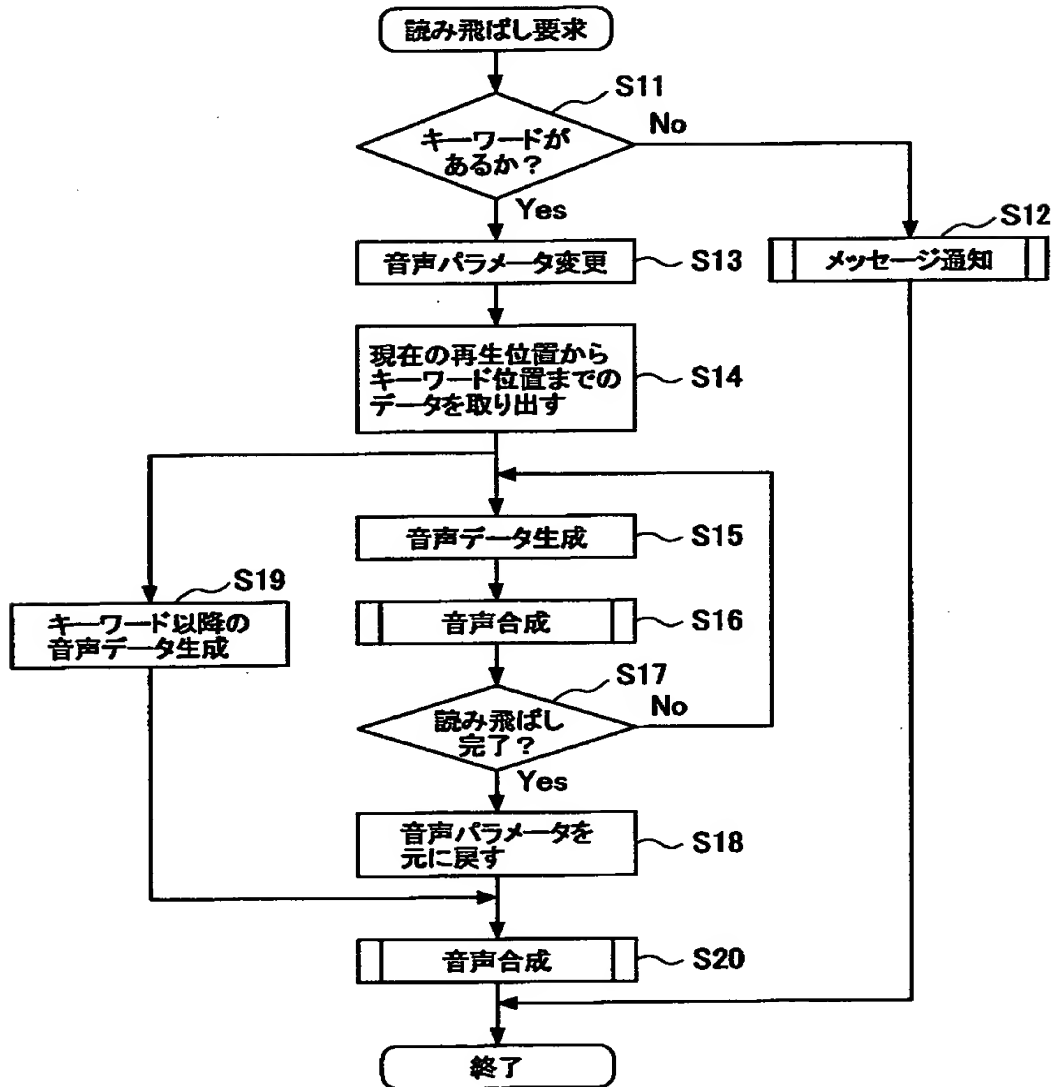 読み飛ばし要求
S11
キーワードが
あるか？
No
Yes
S12
メッセージ通知
音声パラメータ変更
S13
現在の再生位置から
キーワード位置までの
データを取り出す
S14
音声データ生成
S15
S19
キーワード以降の
音声データ生成
音声合成
S16
S17
読み飛ばし
完了？
No
Yes
音声パラメータを
元に戻す
S18
音声合成
S20
終了